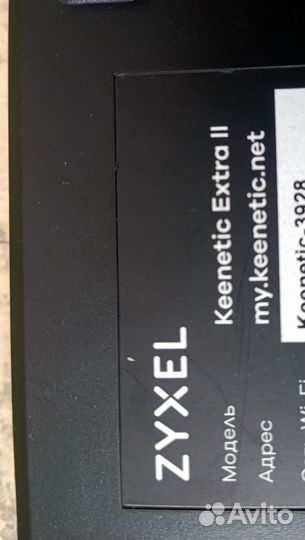 ZYXEL
Модель Keenetic Extra II
Адрес my.keenetic.net
Keenetic-3928
Avito